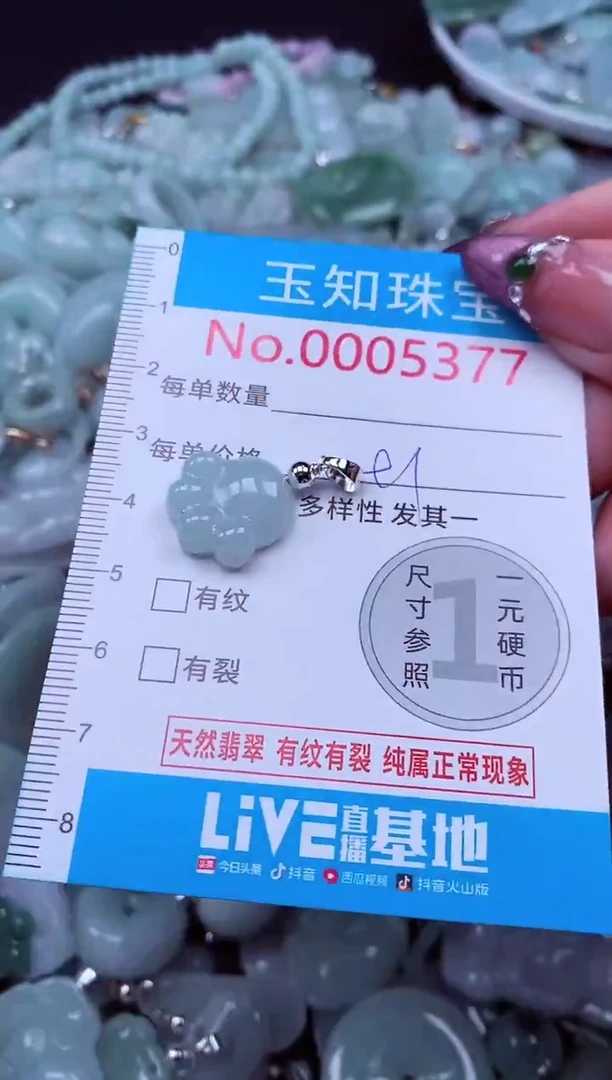 玉知珠宝
No.0005377
每单数量
每单价格
多样性 发其一
有纹
有裂
尺寸参照
1
一元硬币
天然翡翠 有纹有裂 纯属正常现象
LiVE直播基地
头条 今日头条 抖音 西瓜视频 抖音火山版
0
1
2
3
4
5
6
7
8